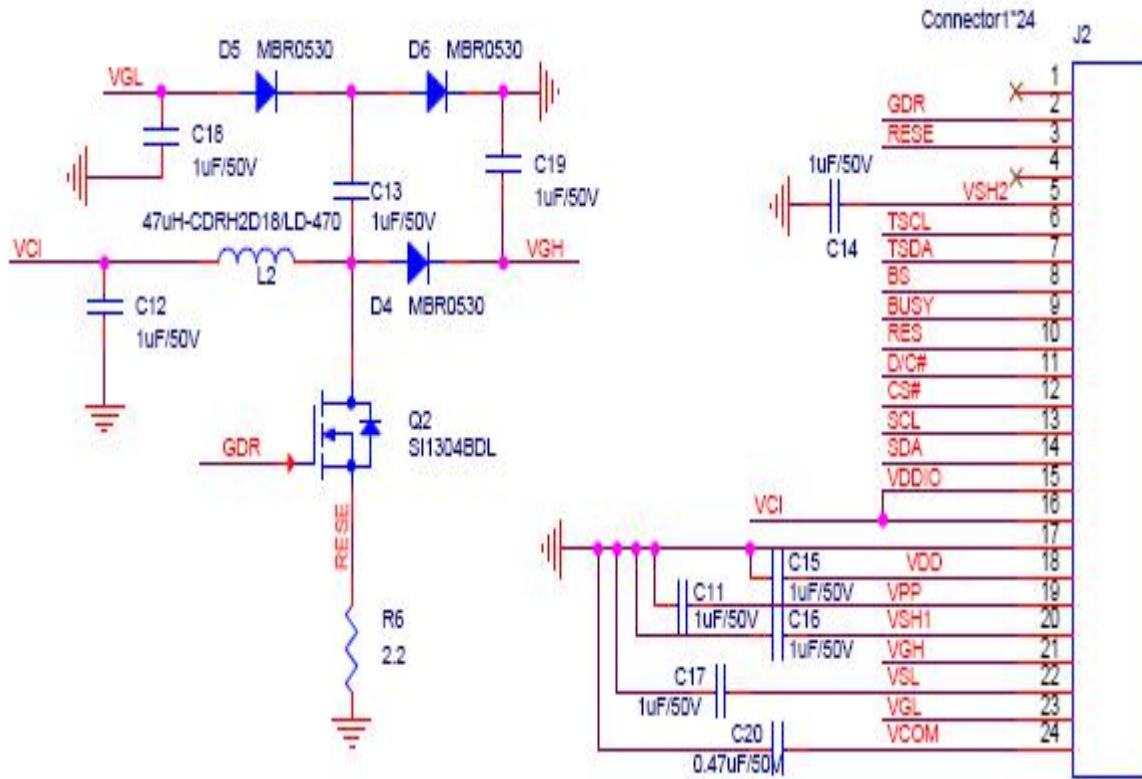 Connector1*24
J2
D5 MBR0530
D6 MBR0530
VGL
C18
1uF/50V
C13
1uF/50V
C19
1uF/50V
47uH-CDRH2D18/LD-470
VCI
L2
VGH
C12
1uF/50V
D4 MBR0530
Q2
SI1304BDL
GDR
RESE
R6
2.2
1
GDR 2
RESE 3
4
1uF/50V
C14
VSH2 5
TSCL 6
TSDA 7
BS 8
BUSY 9
RES 10
D/C# 11
CS# 12
SCL 13
SDA 14
VDDIO 15
VCI 16
17
C15
1uF/50V
VDD 18
C11
1uF/50V
VPP 19
C16
1uF/50V
VSH1 20
VGH 21
C17
1uF/50V
VSL 22
VGL 23
C20
0.47uF/50V
VCOM 24